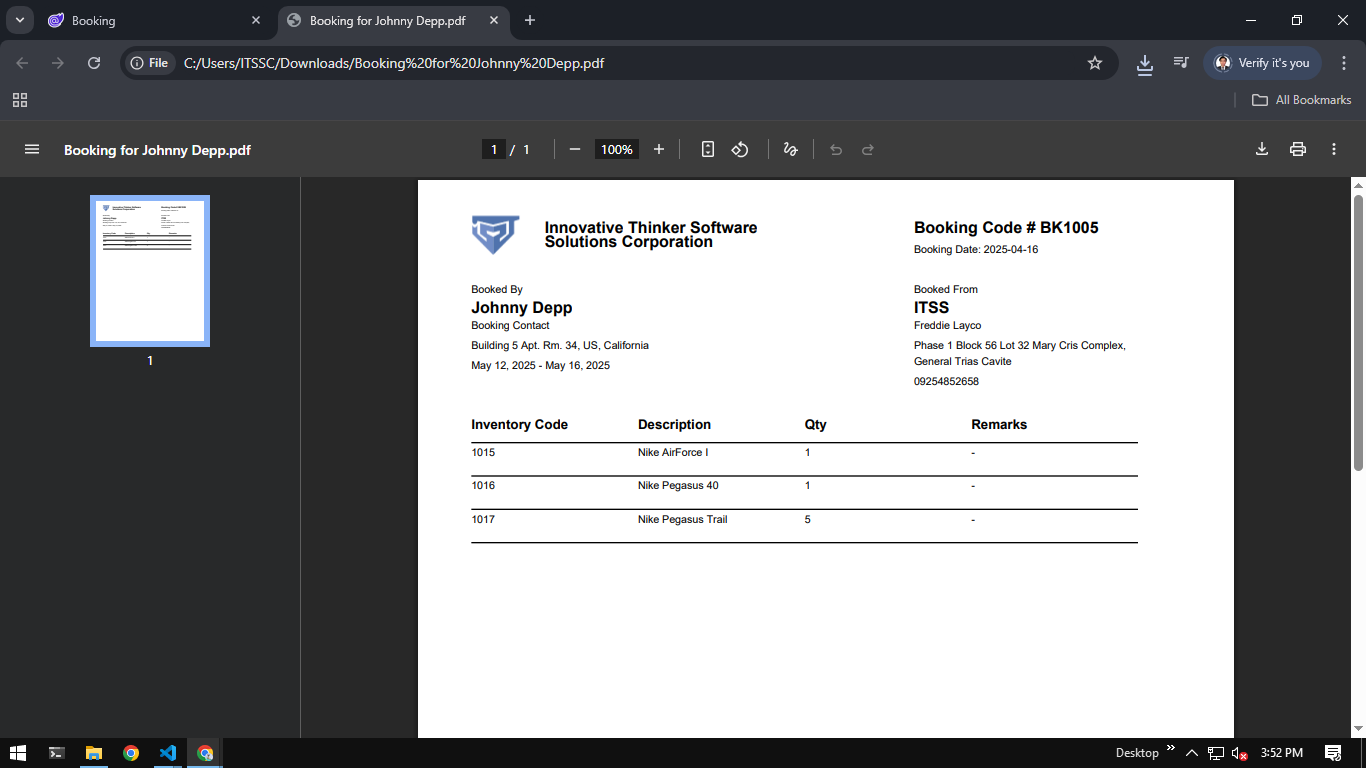 Booking
Booking for Johnny Depp.pdf
File
C:/Users/ITSSC/Downloads/Booking%20for%20Johnny%20Depp.pdf
Verify it's you
All Bookmarks
Booking for Johnny Depp.pdf
1 / 1
100%
1
Innovative Thinker Software
Solutions Corporation
Booking Code # BK1005
Booking Date: 2025-04-16
Booked By
Johnny Depp
Booking Contact
Building 5 Apt. Rm. 34, US, California
May 12, 2025 - May 16, 2025
Booked From
ITSS
Freddie Layco
Phase 1 Block 56 Lot 32 Mary Cris Complex,
General Trias Cavite
09254852658
Inventory Code Description Qty Remarks
1015 Nike AirForce I 1 -
1016 Nike Pegasus 40 1 -
1017 Nike Pegasus Trail 5 -
Desktop
3:52 PM